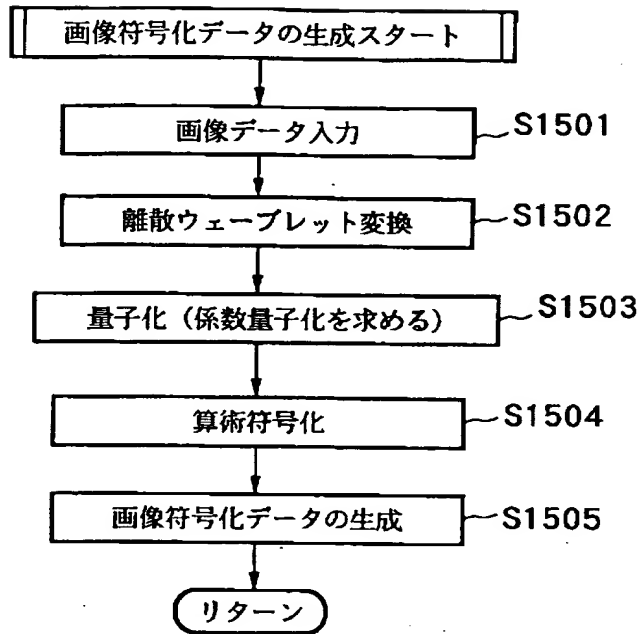 画像符号化データの生成スタート
画像データ入力
S1501
離散ウェーブレット変換
S1502
量子化（係数量子化を求める）
S1503
算術符号化
S1504
画像符号化データの生成
S1505
リターン